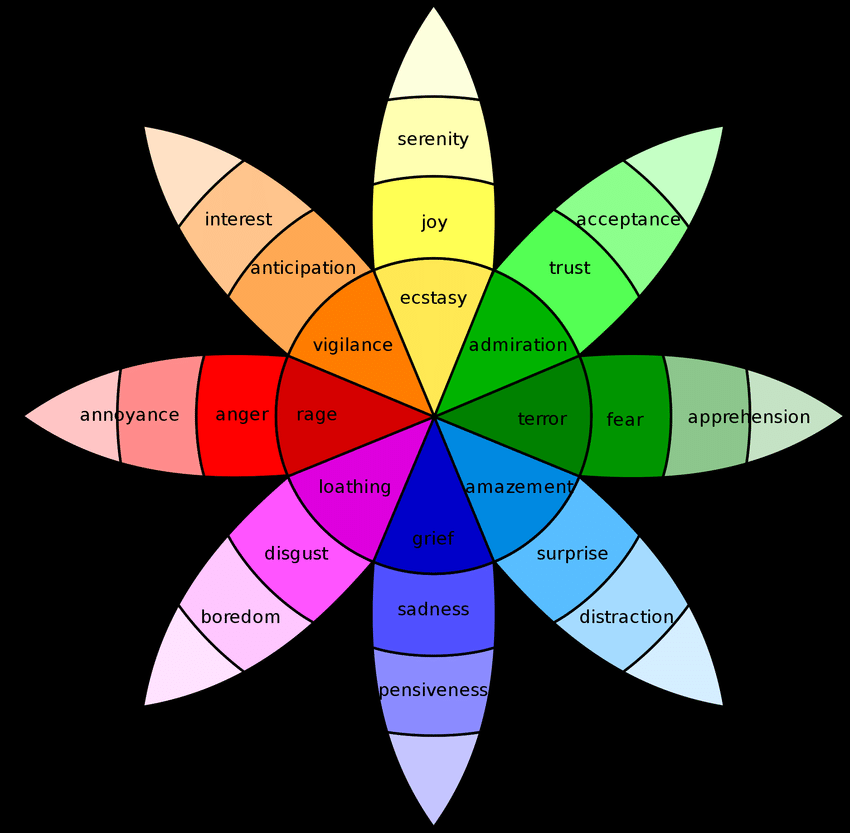 serenity
joy
ecstasy
interest
acceptance
anticipation
trust
vigilance
admiration
annoyance
anger
rage
terror
fear
apprehension
loathing
amazement
grief
disgust
surprise
boredom
sadness
distraction
pensiveness